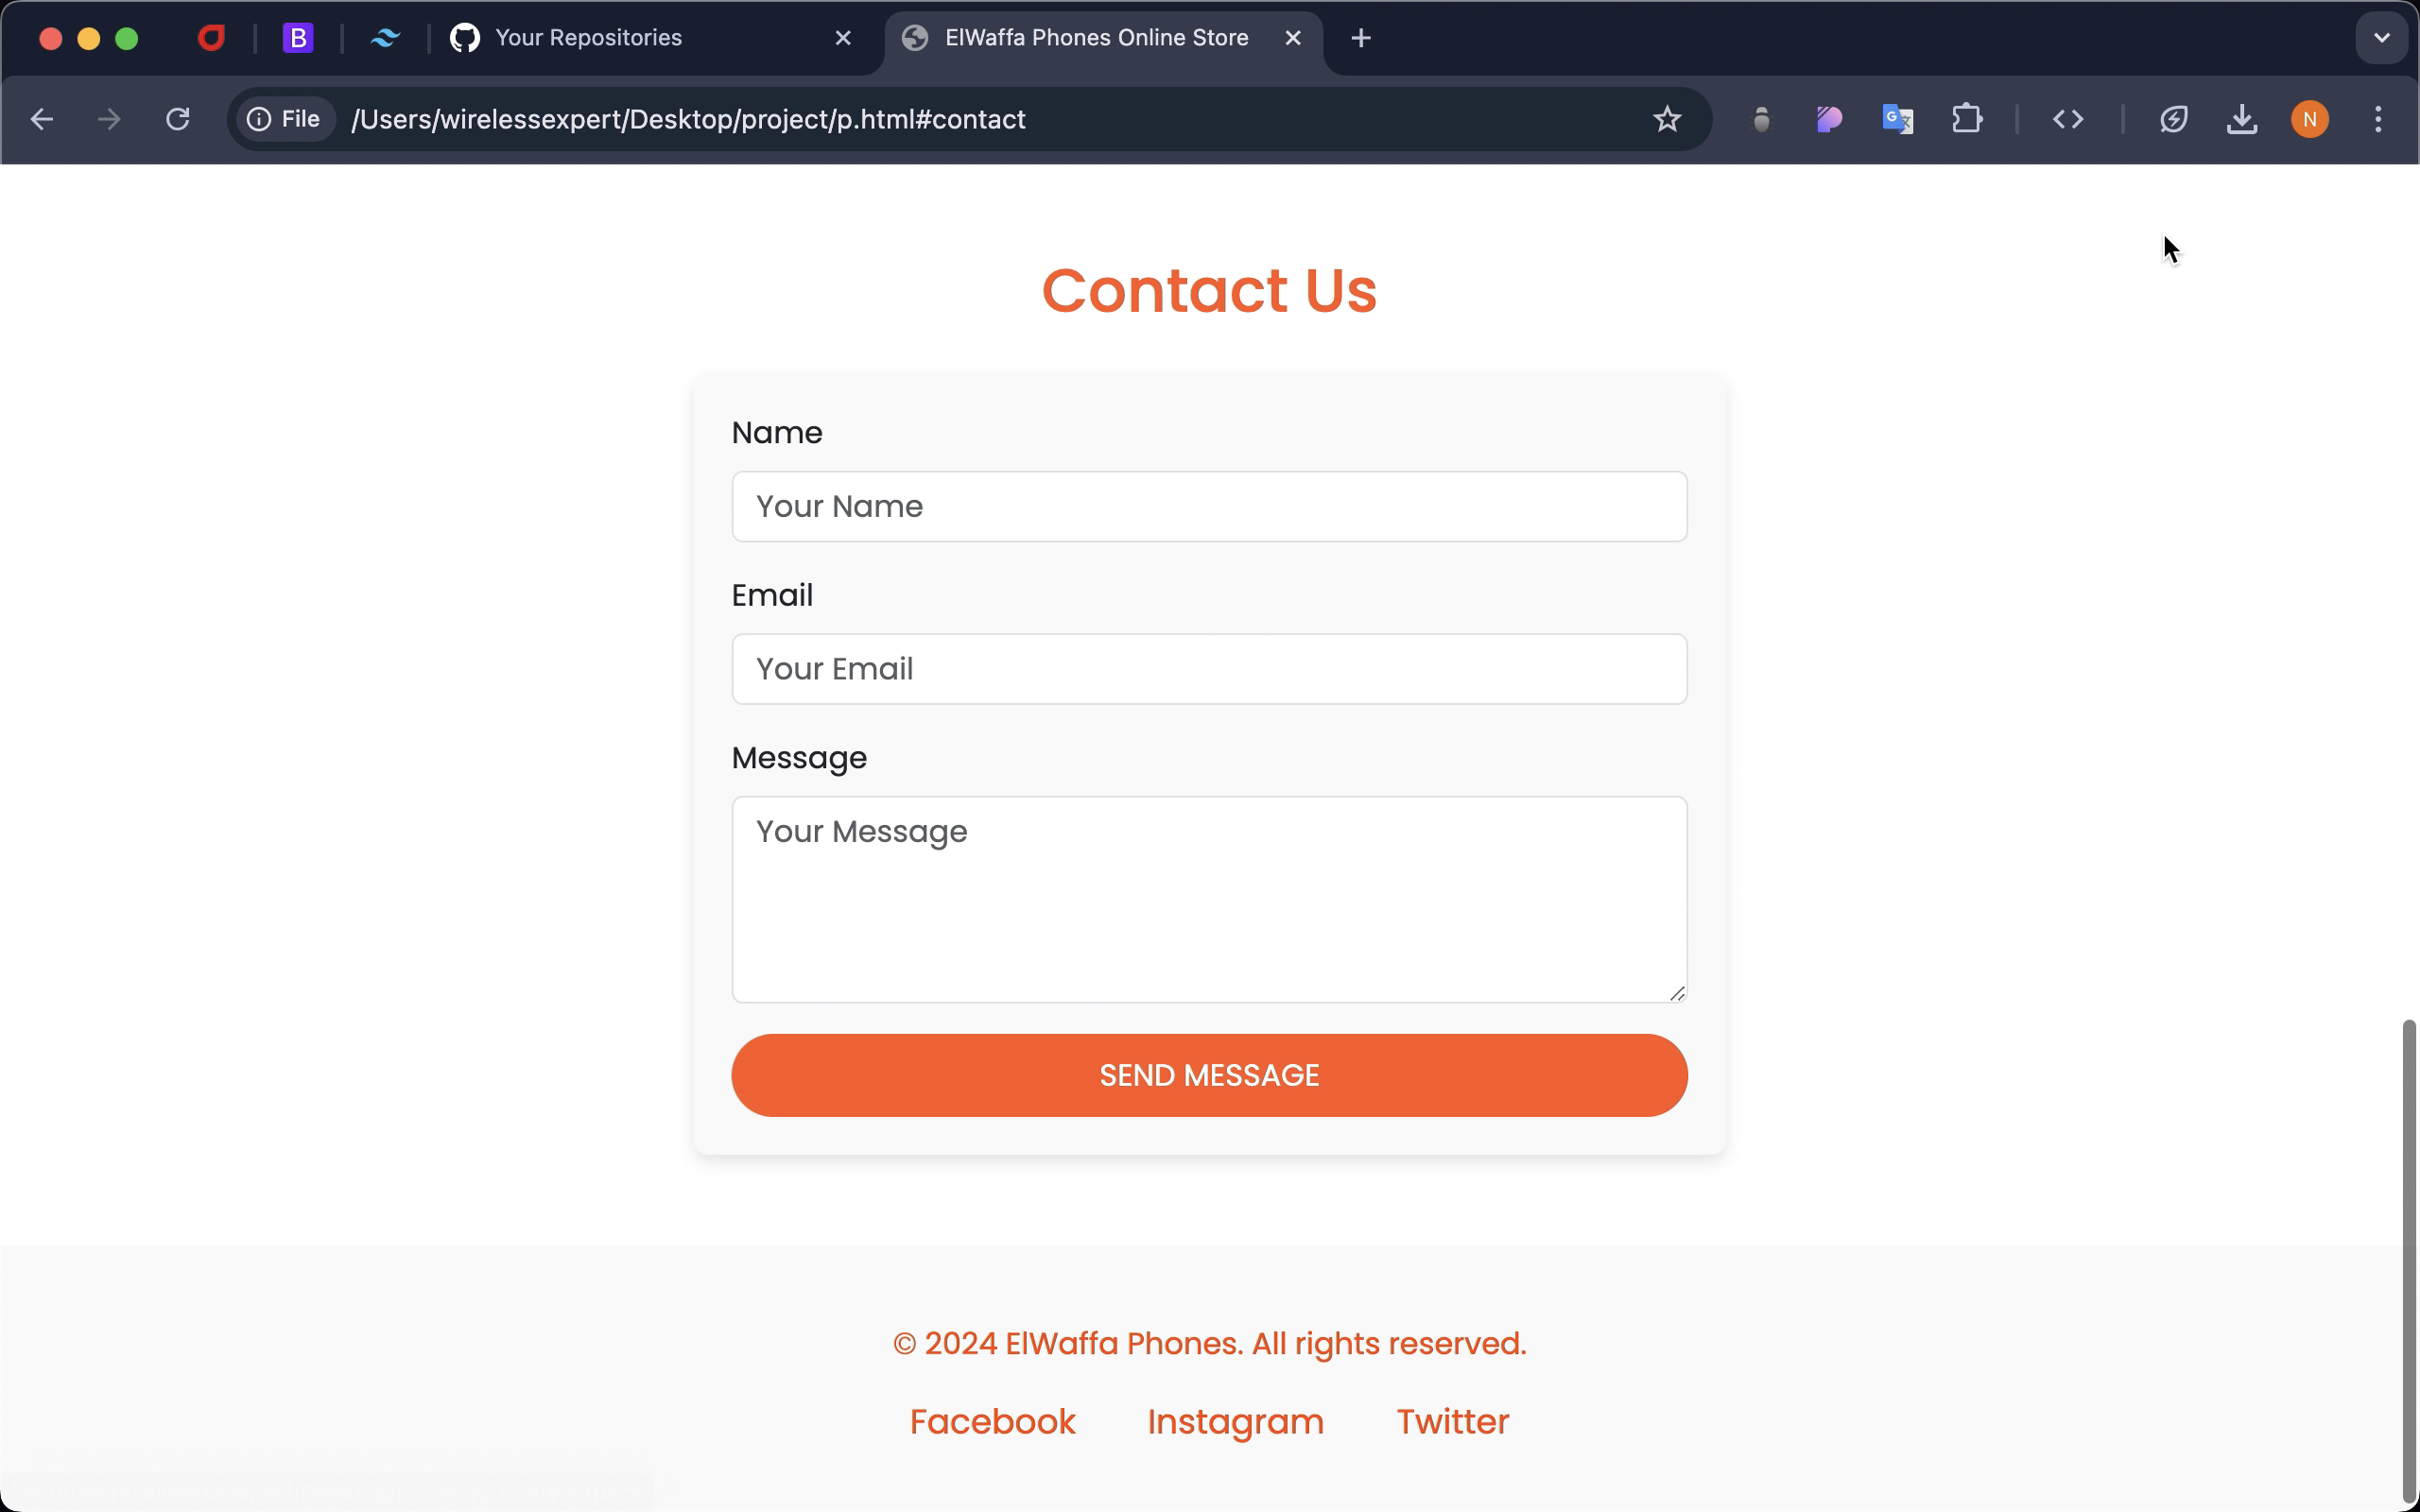 B
Your Repositories
ElWaffa Phones Online Store
File
/Users/wirelessexpert/Desktop/project/p.html#contact
N
Contact Us
Name
Your Name
Email
Your Email
Message
Your Message
SEND MESSAGE
© 2024 ElWaffa Phones. All rights reserved.
Facebook Instagram Twitter